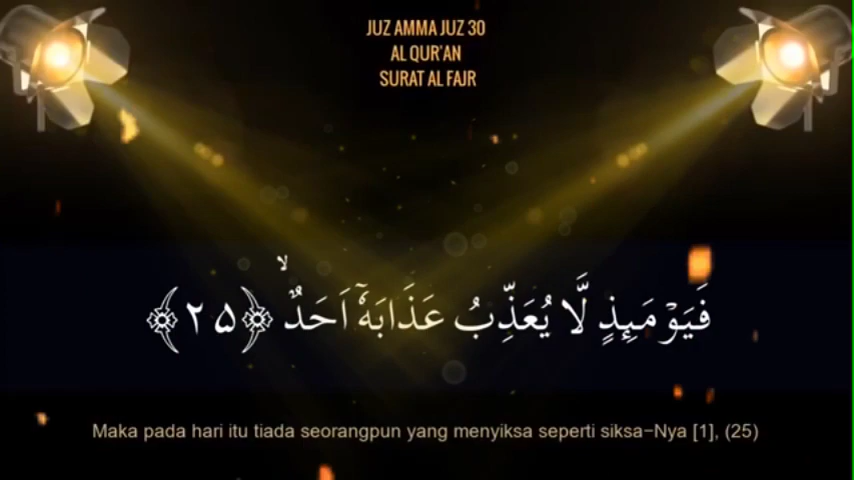 JUZ AMMA JUZ 30
AL QUR'AN
SURAT AL FAJR
فَيَوْمَىِٕذٍ لَّا يُعَذِّبُ عَذَابَهٗٓ اَحَدٌ ۙ ﴿٢٥﴾
Maka pada hari itu tiada seorangpun yang menyiksa seperti siksa-Nya [1], (25)